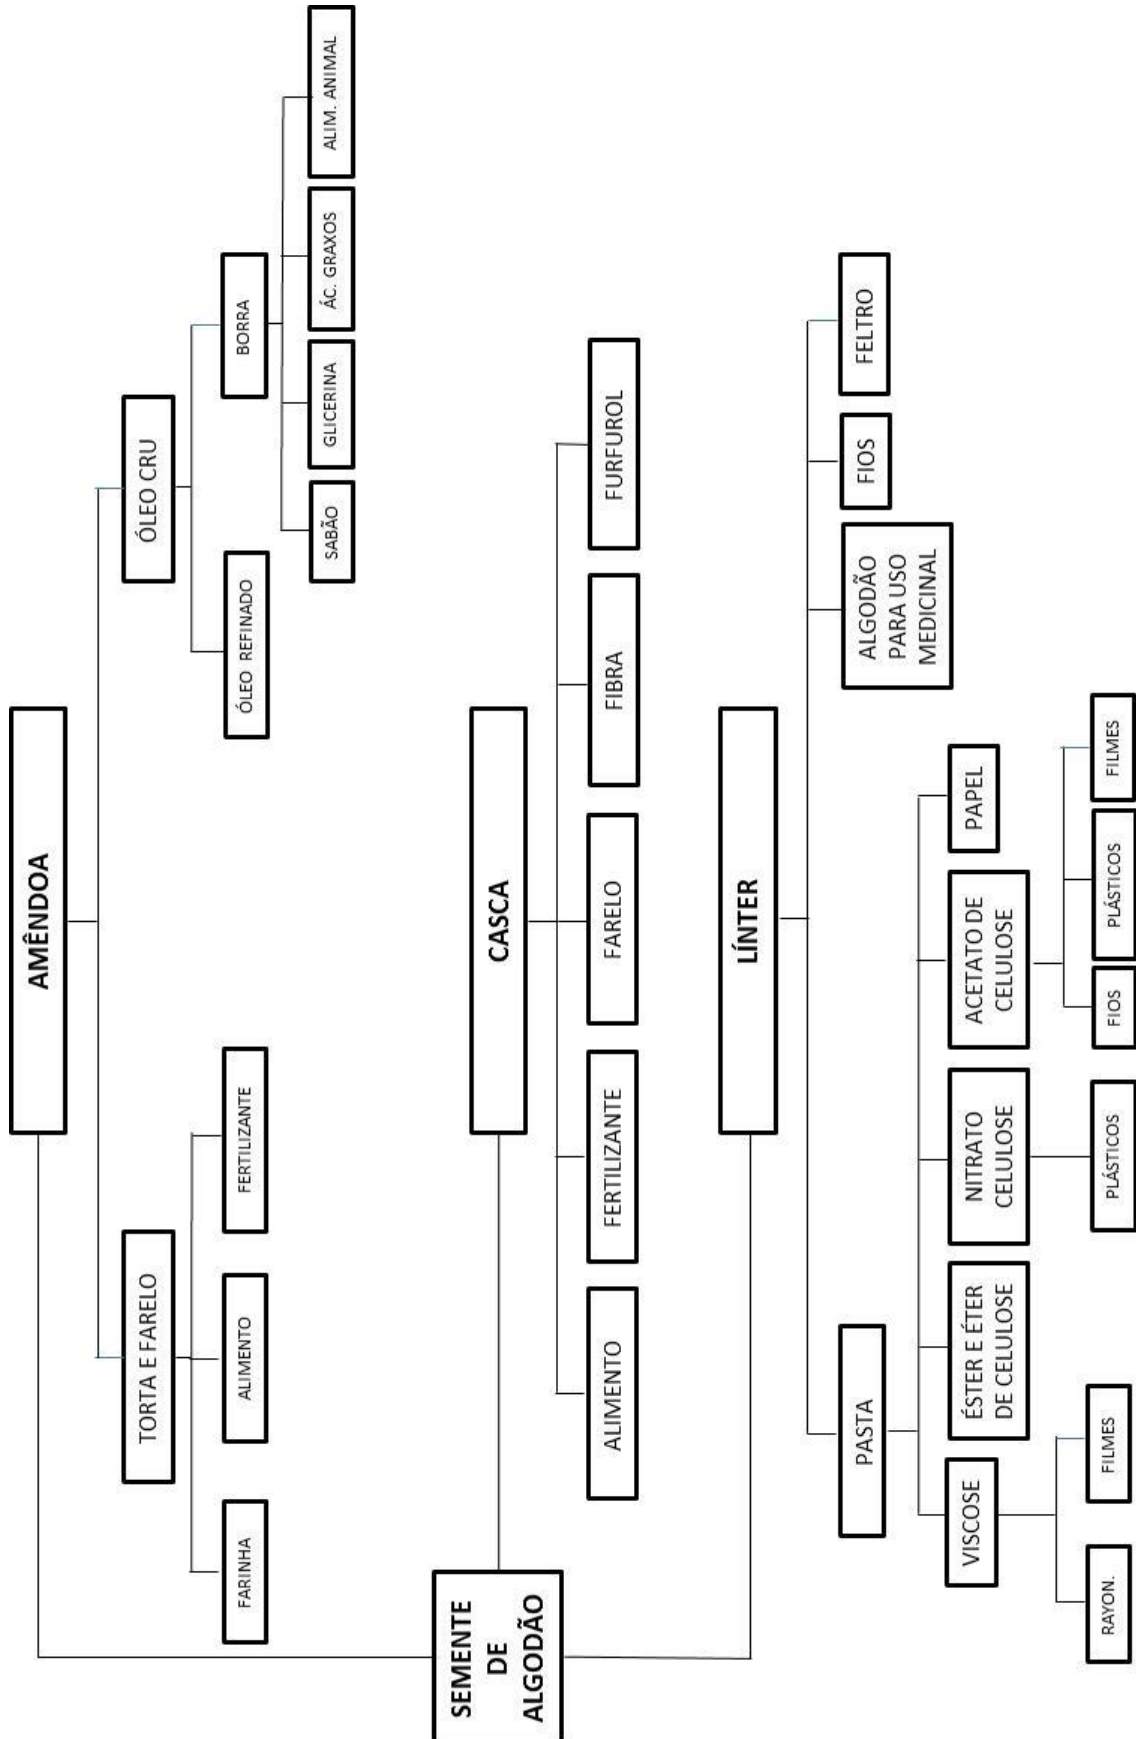 SEMENTE
DE
ALGODÃO
AMÊNDOA
TORTA E FARELO
FARINHA
ALIMENTO
FERTILIZANTE
ÓLEO CRU
ÓLEO REFINADO
BORRA
SABÃO
GLICERINA
ÁC. GRAXOS
ALIM. ANIMAL
CASCA
ALIMENTO
FERTILIZANTE
FARELO
FIBRA
FURFUROL
LÍNTER
PASTA
ALGODÃO
PARA USO
MEDICINAL
FIOS
FELTRO
VISCOSE
ÉSTER E ÉTER
DE CELULOSE
NITRATO
CELULOSE
ACETATO DE
CELULOSE
PAPEL
RAYON.
FILMES
PLÁSTICOS
FIOS
PLÁSTICOS
FILMES